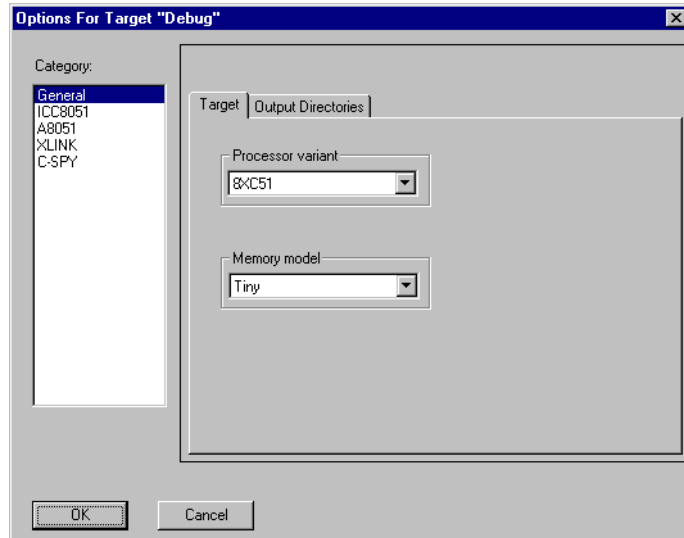 Options For Target "Debug"
Category:
General
ICC8051
A8051
XLINK
C-SPY
Target
Output Directories
Processor variant
8XC51
Memory model
Tiny
OK
Cancel